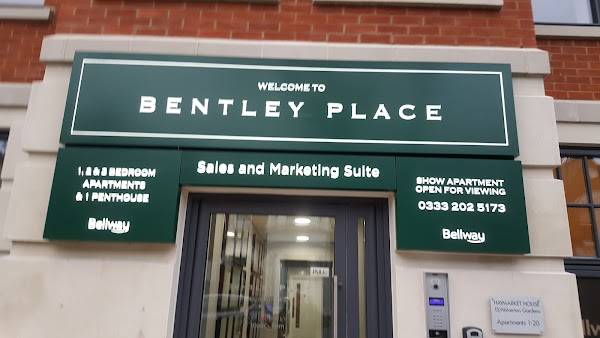 WELCOME TO
BENTLEY PLACE
1, 2 & 3 BEDROOM
APARTMENTS
& 1 PENTHOUSE
Bellway
Sales and Marketing Suite
SHOW APARTMENT
OPEN FOR VIEWING
0333 202 5173
Bellway
HAYMARKET HOUSE
Gardens
Apartments 1-20